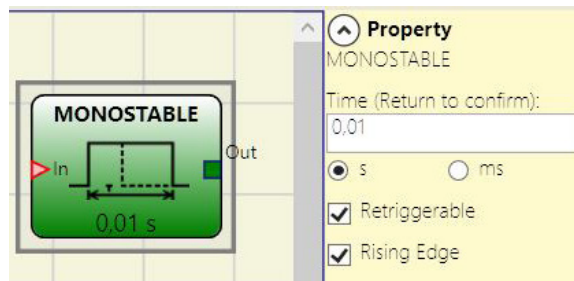 MONOSTABLE
In
Out
0,01 s
Property
MONOSTABLE
Time (Return to confirm):
0,01
s
ms
Retriggerable
Rising Edge